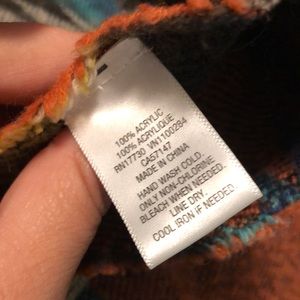 100% ACRYLIC
100% ACRYLIQUE
RN17730 VN1100284
CA57147
MADE IN CHINA
HAND WASH COLD.
ONLY NON-CHLORINE
BLEACH WHEN NEEDED.
LINE DRY.
COOL IRON IF NEEDED.